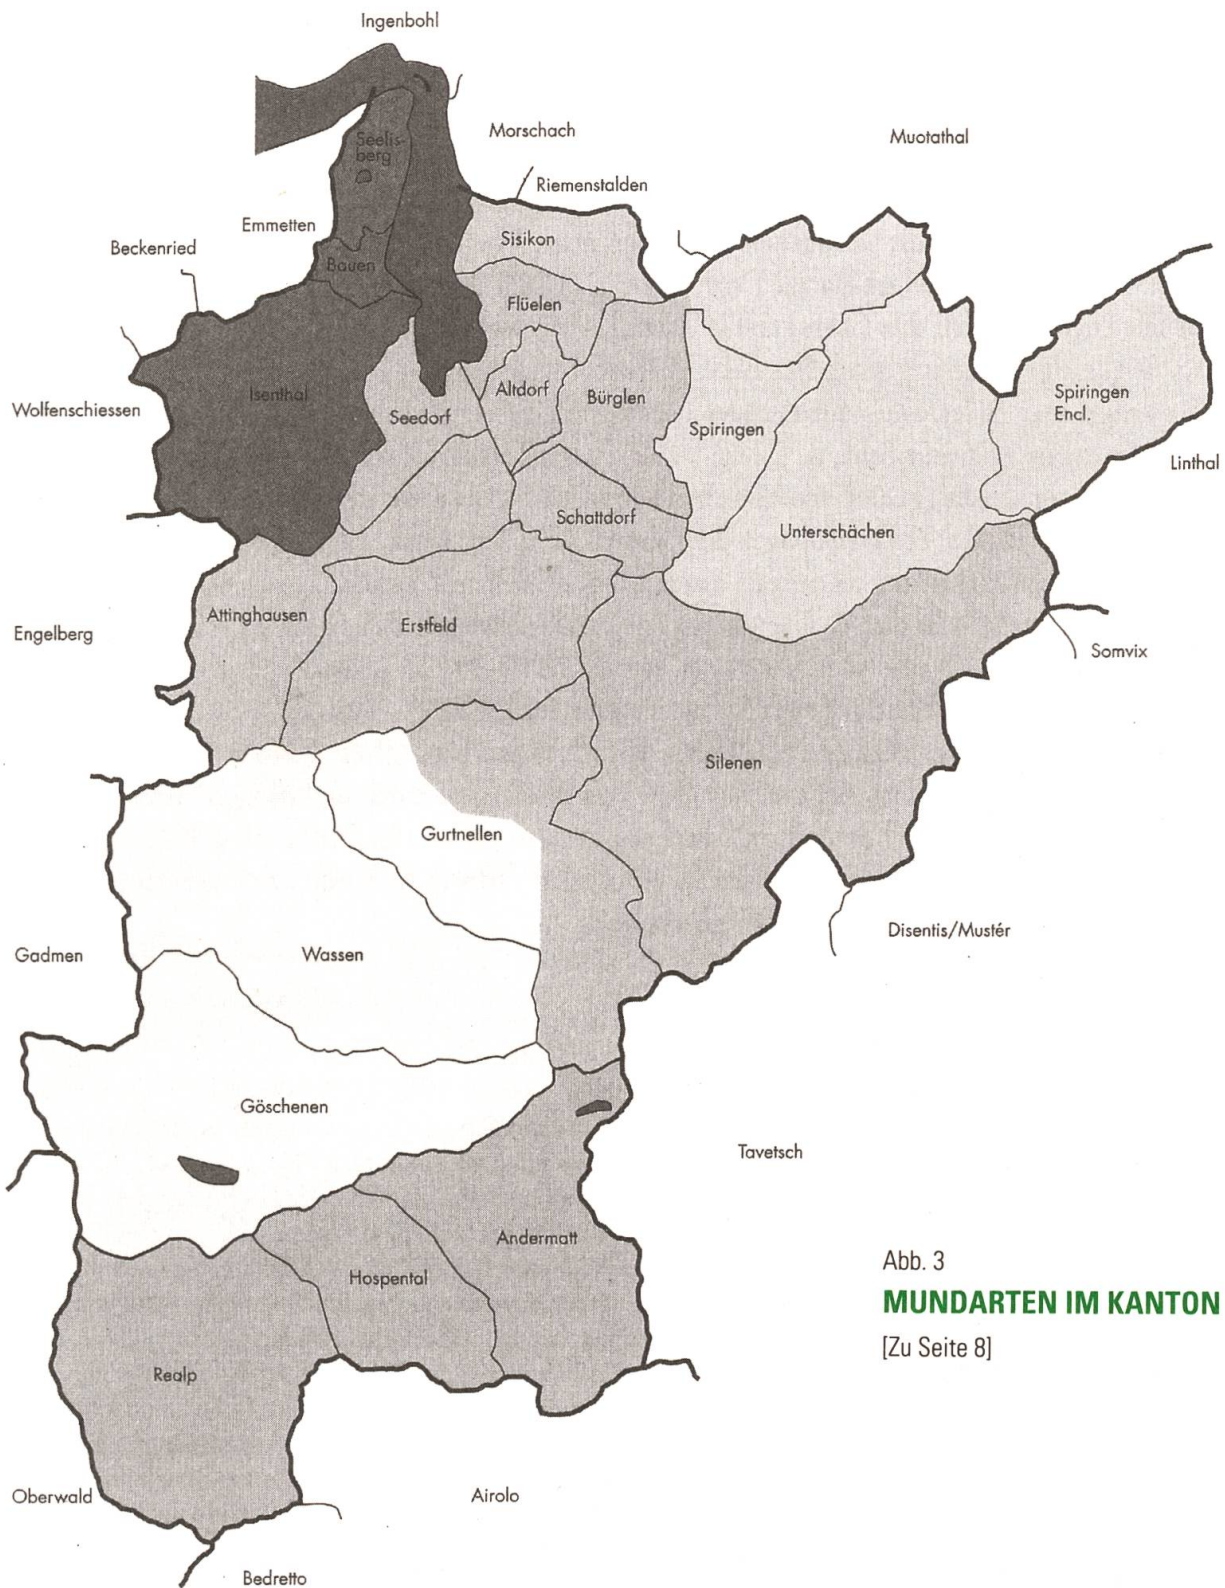 Ingenbohl
Morschach
Muotathal
Seelis-
berg
Riemenstalden
Emmetten
Sisikon
Beckenried
Bauen
Flüelen
Isenthal
Altdorf
Bürglen
Spiringen
Encl.
Wolfenschiessen
Seedorf
Spiringen
Linthal
Schattdorf
Unterschächen
Attinghausen
Erstfeld
Engelberg
Somvix
Silenen
Gurtnellen
Disentis/Mustér
Gadmen
Wassen
Göschenen
Tavetsch
Andermatt
Abb. 3
Hospental
MUNDARTEN IM KANTON
[Zu Seite 8]
Realp
Oberwald
Airolo
Bedretto